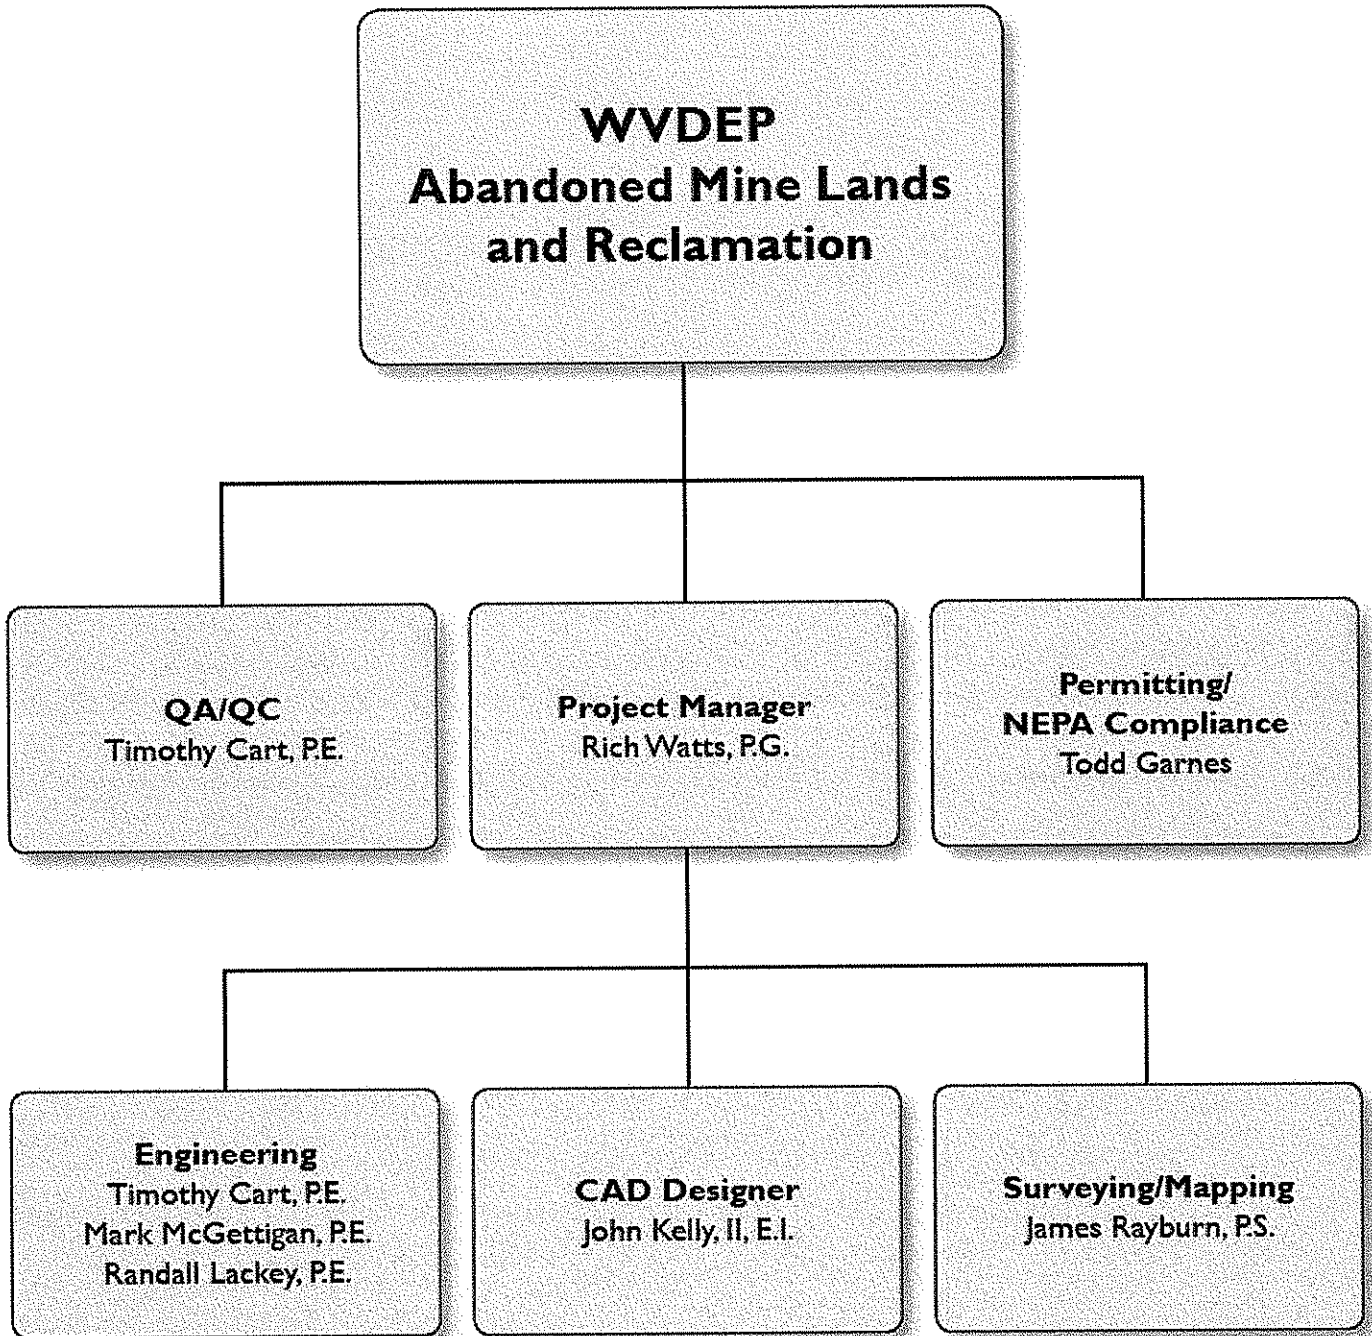 WVDEP
Abandoned Mine Lands
and Reclamation
QA/QC
Timothy Cart, P.E.
Project Manager
Rich Watts, P.G.
Permitting/
NEPA Compliance
Todd Garnes
Engineering
Timothy Cart, P.E.
Mark McGettigan, P.E.
Randall Lackey, P.E.
CAD Designer
John Kelly, II, E.I.
Surveying/Mapping
James Rayburn, P.S.